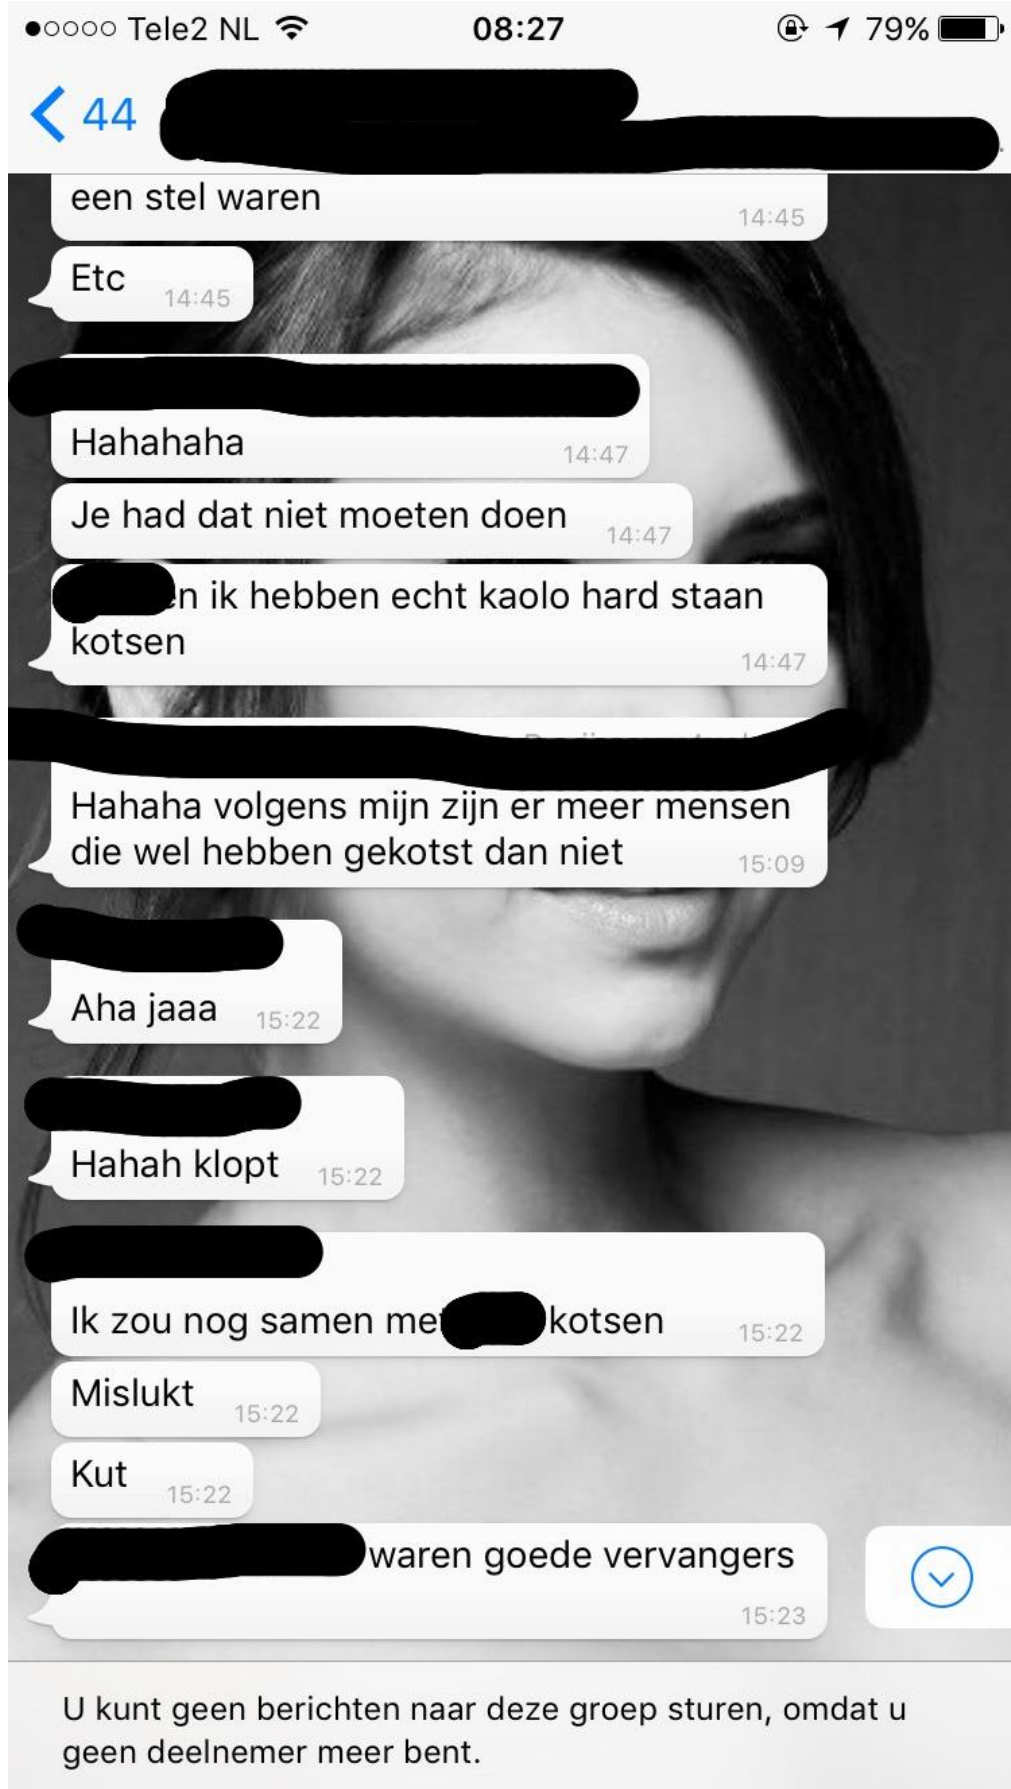 Tele2 NL 08:27 79%
44
een stel waren
14:45
Etc 14:45
Hahahaha 14:47
Je had dat niet moeten doen 14:47
en ik hebben echt kaolo hard staan
kotsen
14:47
Hahaha volgens mijn zijn er meer mensen
die wel hebben gekotst dan niet 15:09
Aha jaaa 15:22
Hahah klopt 15:22
Ik zou nog samen met kotsen 15:22
Mislukt 15:22
Kut 15:22
waren goede vervangers
15:23
U kunt geen berichten naar deze groep sturen, omdat u
geen deelnemer meer bent.